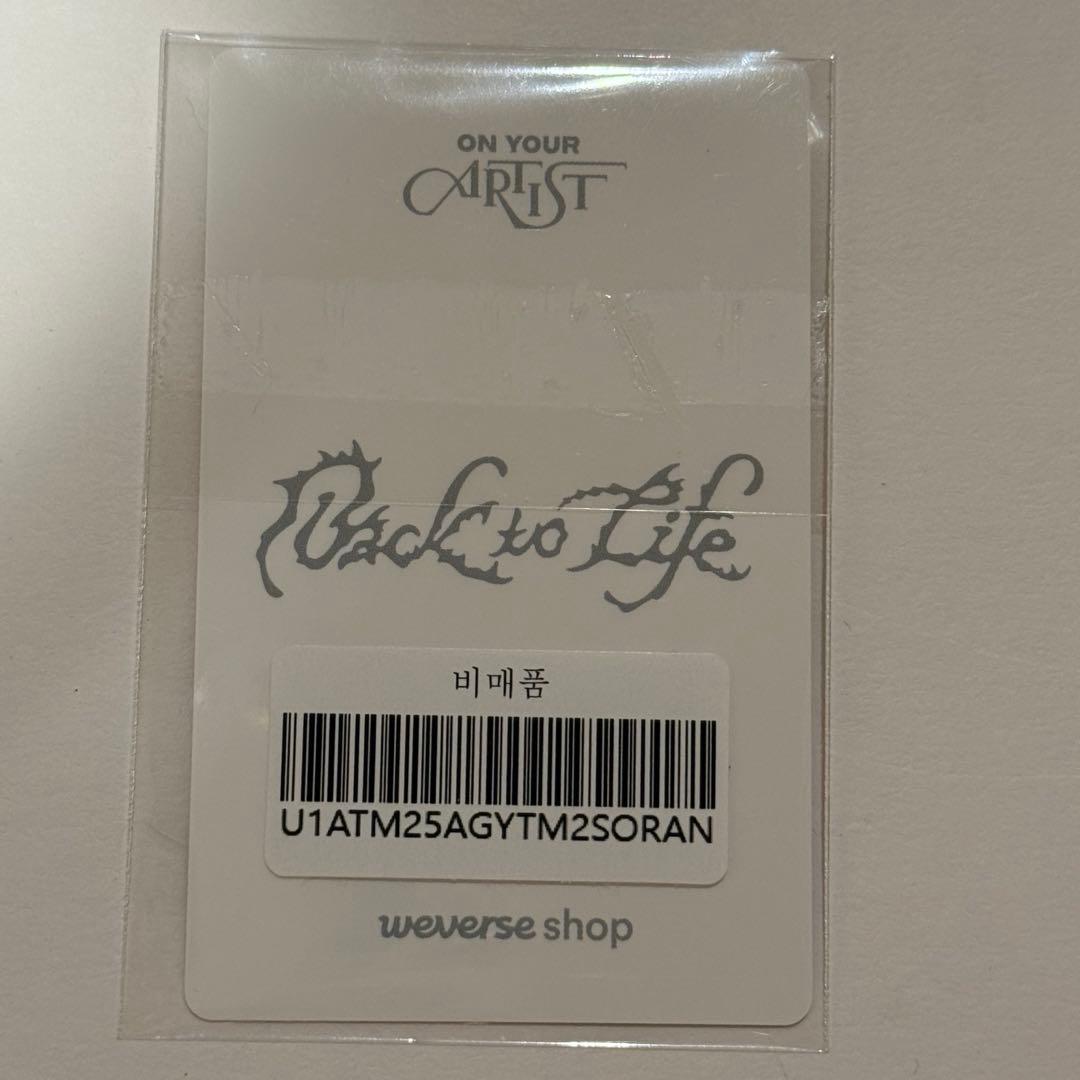 ON YOUR
ARTIST
Back to Life
비매품
U1ATM25AGYTM2SORAN
weverse shop